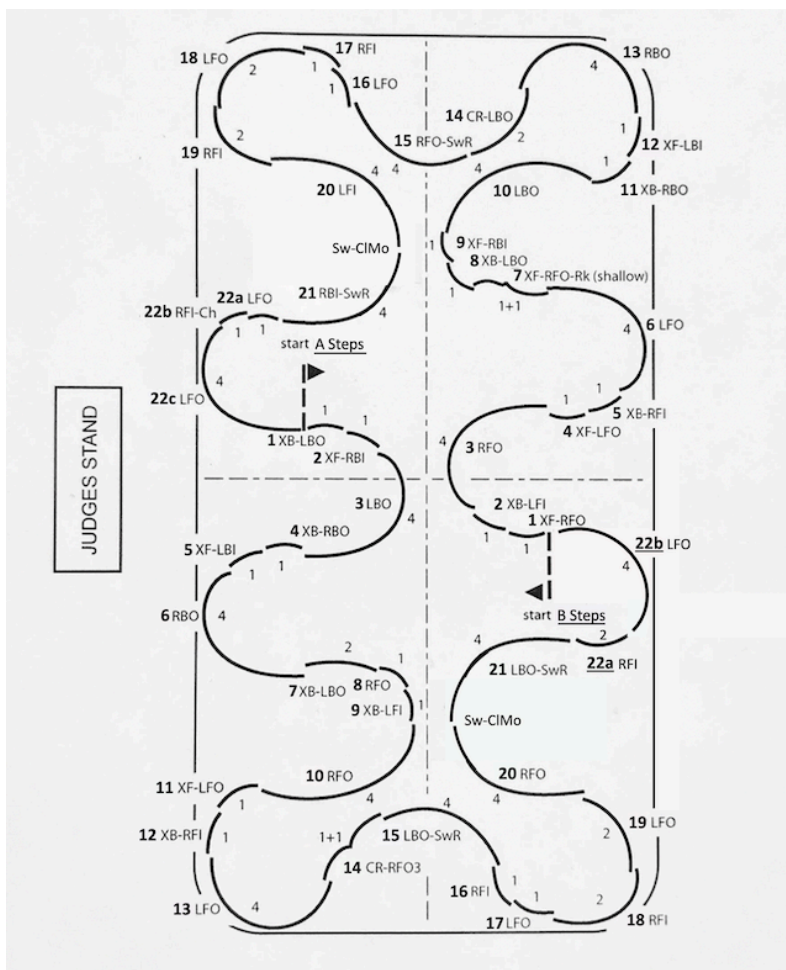 17 RFI
18 LFO
2
1
16 LFO
1
13 RBO
4
14 CR-LBO
15 RFO-SwR
2
1
12 XF-LBI
19 RFI
2
4
4
4
1
11 XB-RBO
20 LFI
10 LBO
Sw-ClMo
1
9 XF-RBI
8 XB-LBO
7 XF-RFO-Rk (shallow)
1
1+1
22a LFO
21 RBI-SwR
22b RFI-Ch
1
1
4
6 LFO
4
start A Steps
4
22c LFO
1
1
1
1
5 XB-RFI
4 XF-LFO
1 XB-LBO
2 XF-RBI
4
3 RFO
JUDGES STAND
3 LBO
4
2 XB-LFI
1 XF-RFO
4 XB-RBO
5 XF-LBI
1
1
1
1
22b LFO
4
6 RBO
4
start B Steps
2
1
4
2
22a RFI
7 XB-LBO
8 RFO
9 XB-LFI
1
21 LBO-SwR
Sw-ClMo
10 RFO
20 RFO
11 XF-LFO
1
4
4
4
19 LFO
12 XB-RFI
1
1+1
15 LBO-SwR
2
14 CR-RFO3
16 RFI
1
1
13 LFO
4
17 LFO
2
18 RFI